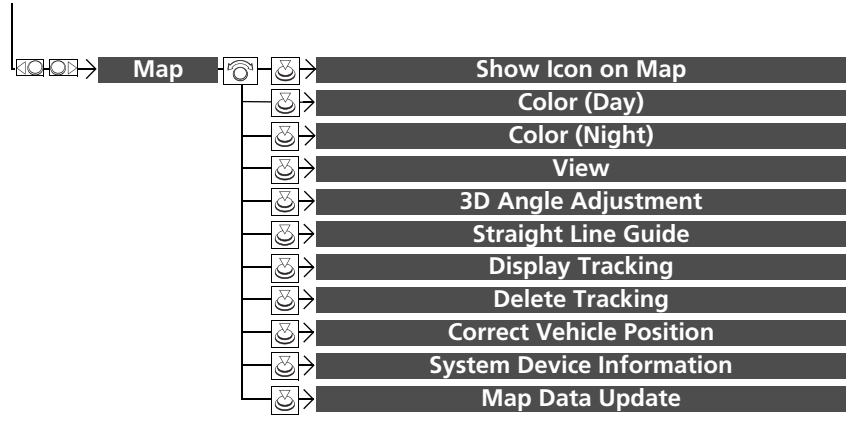 Map
Show Icon on Map
Color (Day)
Color (Night)
View
3D Angle Adjustment
Straight Line Guide
Display Tracking
Delete Tracking
Correct Vehicle Position
System Device Information
Map Data Update